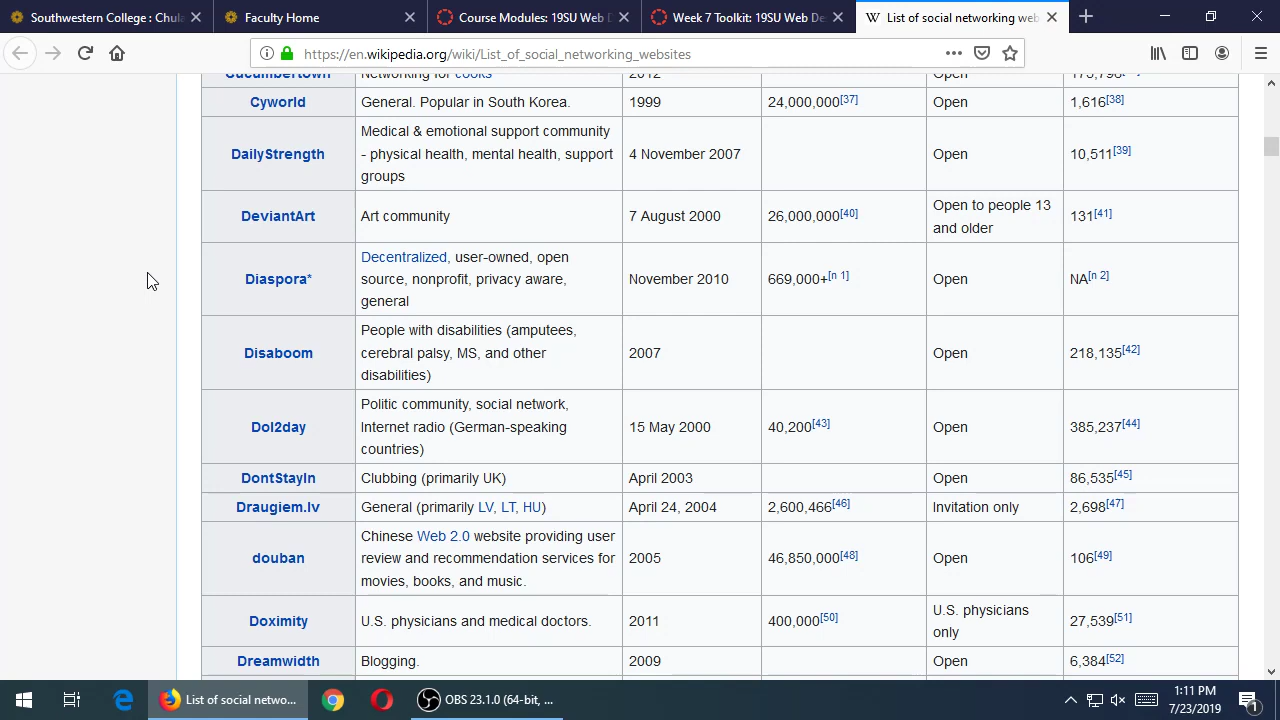 Southwestern College : Chula
Faculty Home
Course Modules: 19SU Web D
Week 7 Toolkit: 19SU Web De
W List of social networking web
https://en.wikipedia.org/wiki/List_of_social_networking_websites
Cucumbertown Networking for cooks 2012 Open
Cyworld General. Popular in South Korea. 1999 24,000,000[37] Open 1,616[38]
DailyStrength Medical & emotional support community
- physical health, mental health, support
groups 4 November 2007 Open 10,511[39]
DeviantArt Art community 7 August 2000 26,000,000[40] Open to people 13
and older 131[41]
Diaspora* Decentralized, user-owned, open
source, nonprofit, privacy aware,
general November 2010 669,000+[n 1] Open NA[n 2]
Disaboom People with disabilities (amputees,
cerebral palsy, MS, and other
disabilities) 2007 Open 218,135[42]
Dol2day Politic community, social network,
Internet radio (German-speaking
countries) 15 May 2000 40,200[43] Open 385,237[44]
DontStayIn Clubbing (primarily UK) April 2003 Open 86,535[45]
Draugiem.lv General (primarily LV, LT, HU) April 24, 2004 2,600,466[46] Invitation only 2,698[47]
douban Chinese Web 2.0 website providing user
review and recommendation services for
movies, books, and music. 2005 46,850,000[48] Open 106[49]
Doximity U.S. physicians and medical doctors. 2011 400,000[50] U.S. physicians
only 27,539[51]
Dreamwidth Blogging. 2009 Open 6,384[52]
List of social netwo...
OBS 23.1.0 (64-bit, ...
1:11 PM
7/23/2019
1